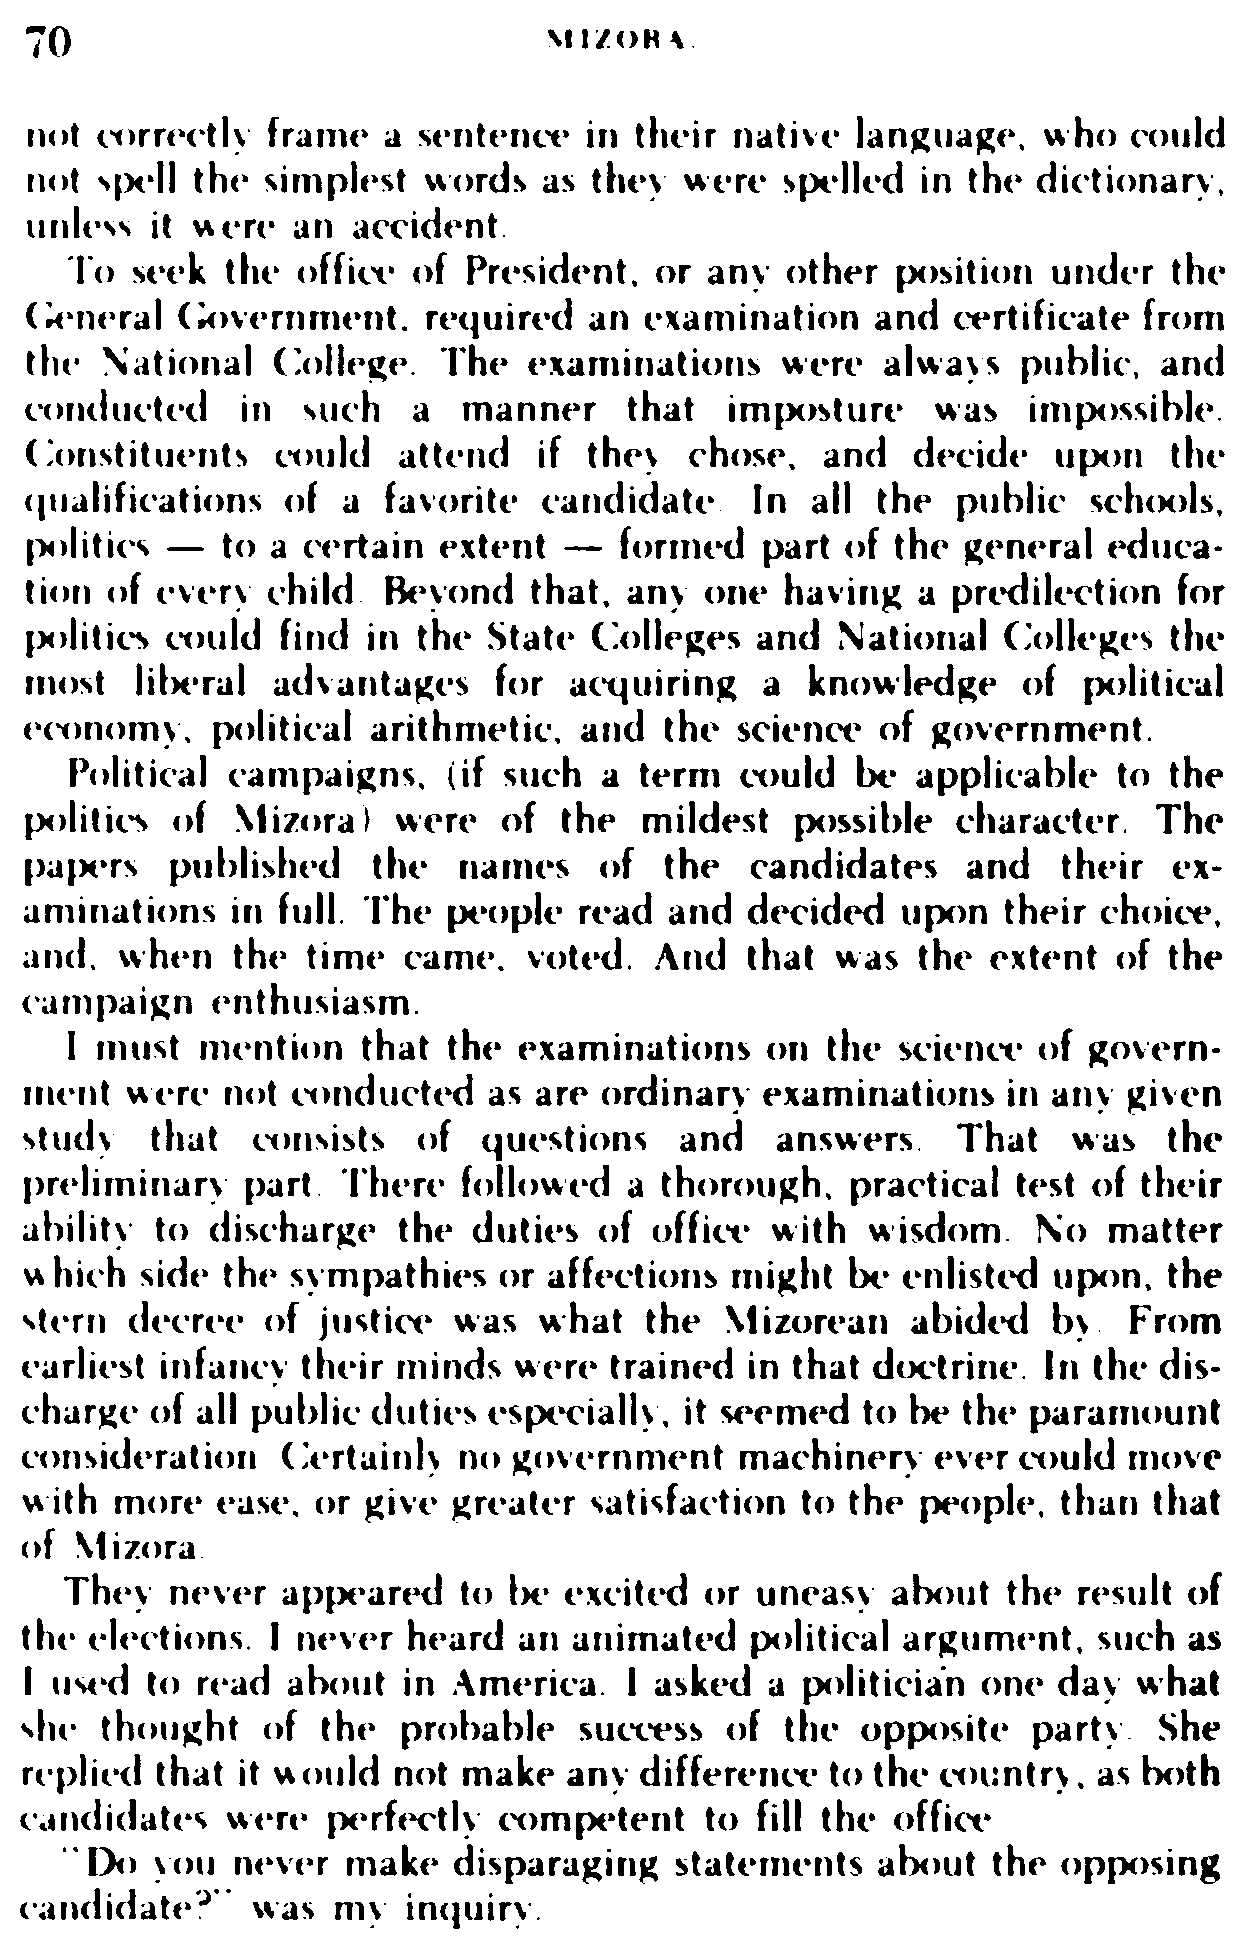 70 MIZORA.
not correctly frame a sentence in their native language, who could
not spell the simplest words as they were spelled in the dictionary,
unless it were an accident.
To seek the office of President, or any other position under the
General Government, required an examination and certificate from
the National College. The examinations were always public, and
conducted in such a manner that imposture was impossible.
Constituents could attend if they chose, and decide upon the
qualifications of a favorite candidate. In all the public schools,
politics — to a certain extent — formed part of the general educa-
tion of every child. Beyond that, any one having a predilection for
politics could find in the State Colleges and National Colleges the
most liberal advantages for acquiring a knowledge of political
economy, political arithmetic, and the science of government.
Political campaigns, (if such a term could be applicable to the
politics of Mizora) were of the mildest possible character. The
papers published the names of the candidates and their ex-
aminations in full. The people read and decided upon their choice,
and, when the time came, voted. And that was the extent of the
campaign enthusiasm.
I must mention that the examinations on the science of govern-
ment were not conducted as are ordinary examinations in any given
study that consists of questions and answers. That was the
preliminary part. There followed a thorough, practical test of their
ability to discharge the duties of office with wisdom. No matter
which side the sympathies or affections might be enlisted upon, the
stern decree of justice was what the Mizorean abided by. From
earliest infancy their minds were trained in that doctrine. In the dis-
charge of all public duties especially, it seemed to be the paramount
consideration. Certainly no government machinery ever could move
with more ease, or give greater satisfaction to the people, than that
of Mizora.
They never appeared to be excited or uneasy about the result of
the elections. I never heard an animated political argument, such as
I used to read about in America. I asked a politician one day what
she thought of the probable success of the opposite party. She
replied that it would not make any difference to the country, as both
candidates were perfectly competent to fill the office
"Do you never make disparaging statements about the opposing
candidate?" was my inquiry.